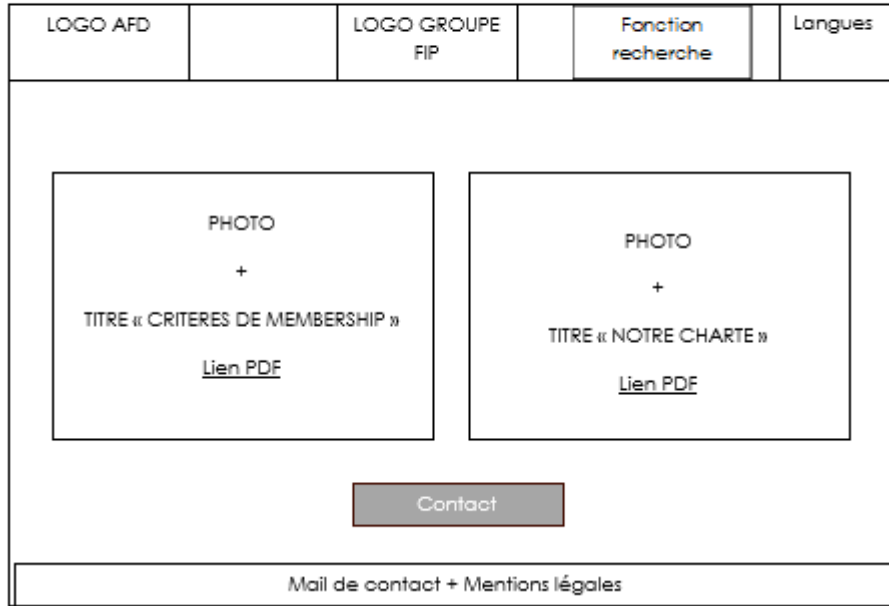 LOGO AFD
LOGO GROUPE
FIP
Fonction
recherche
Langues
PHOTO
+
TITRE « CRITERES DE MEMBERSHIP »
Lien PDF
PHOTO
+
TITRE « NOTRE CHARTE »
Lien PDF
Contact
Mail de contact + Mentions légales